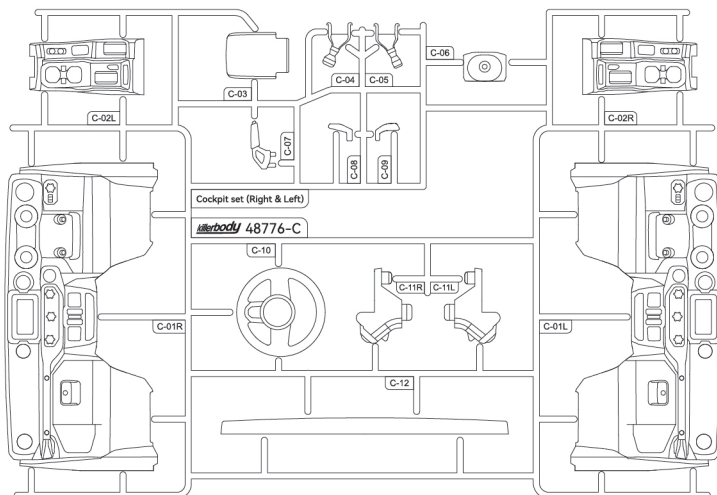 C-06
C-04
C-05
C-03
C-02L
C-02R
C-07
C-08
C-09
Cockpit set (Right & Left)
killerbody 48776-C
C-10
C-11R
C-11L
C-01R
C-01L
C-12